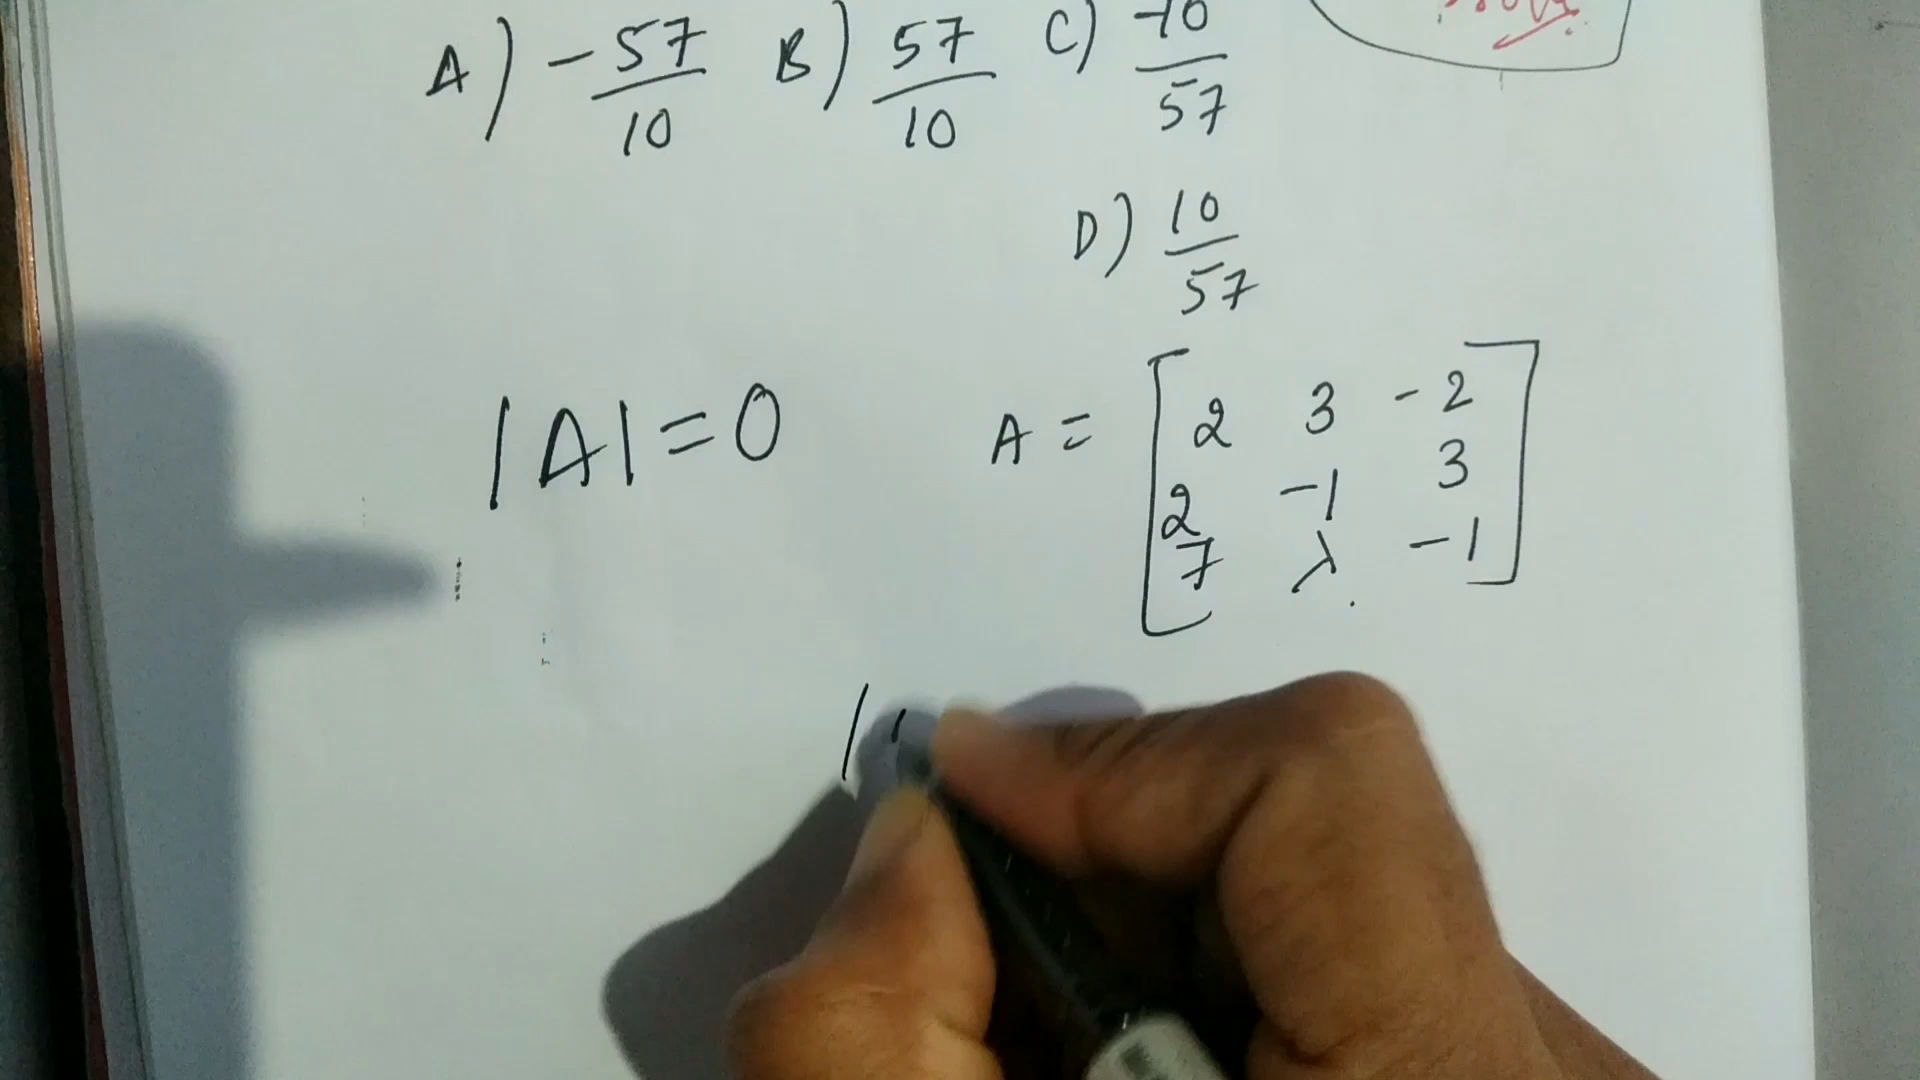 A) -57/10 B) 57/10 C) -10/57
D) 10/57
|A| = 0 A = [2 3 -2
2 -1 3
7 λ -1]